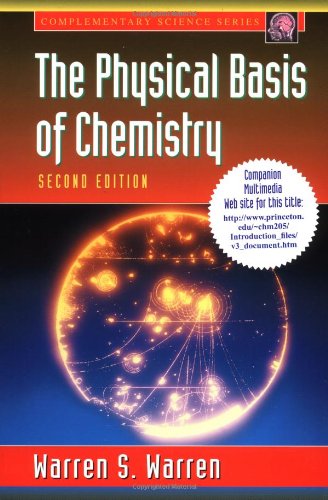 COMPLEMENTARY SCIENCE SERIES
The Physical Basis
of Chemistry
SECOND EDITION
Companion
Multimedia
Web site for this title:
http://www.princeton.
edu/~chm205/
Introduction_files/
v3_document.htm
Warren S. Warren